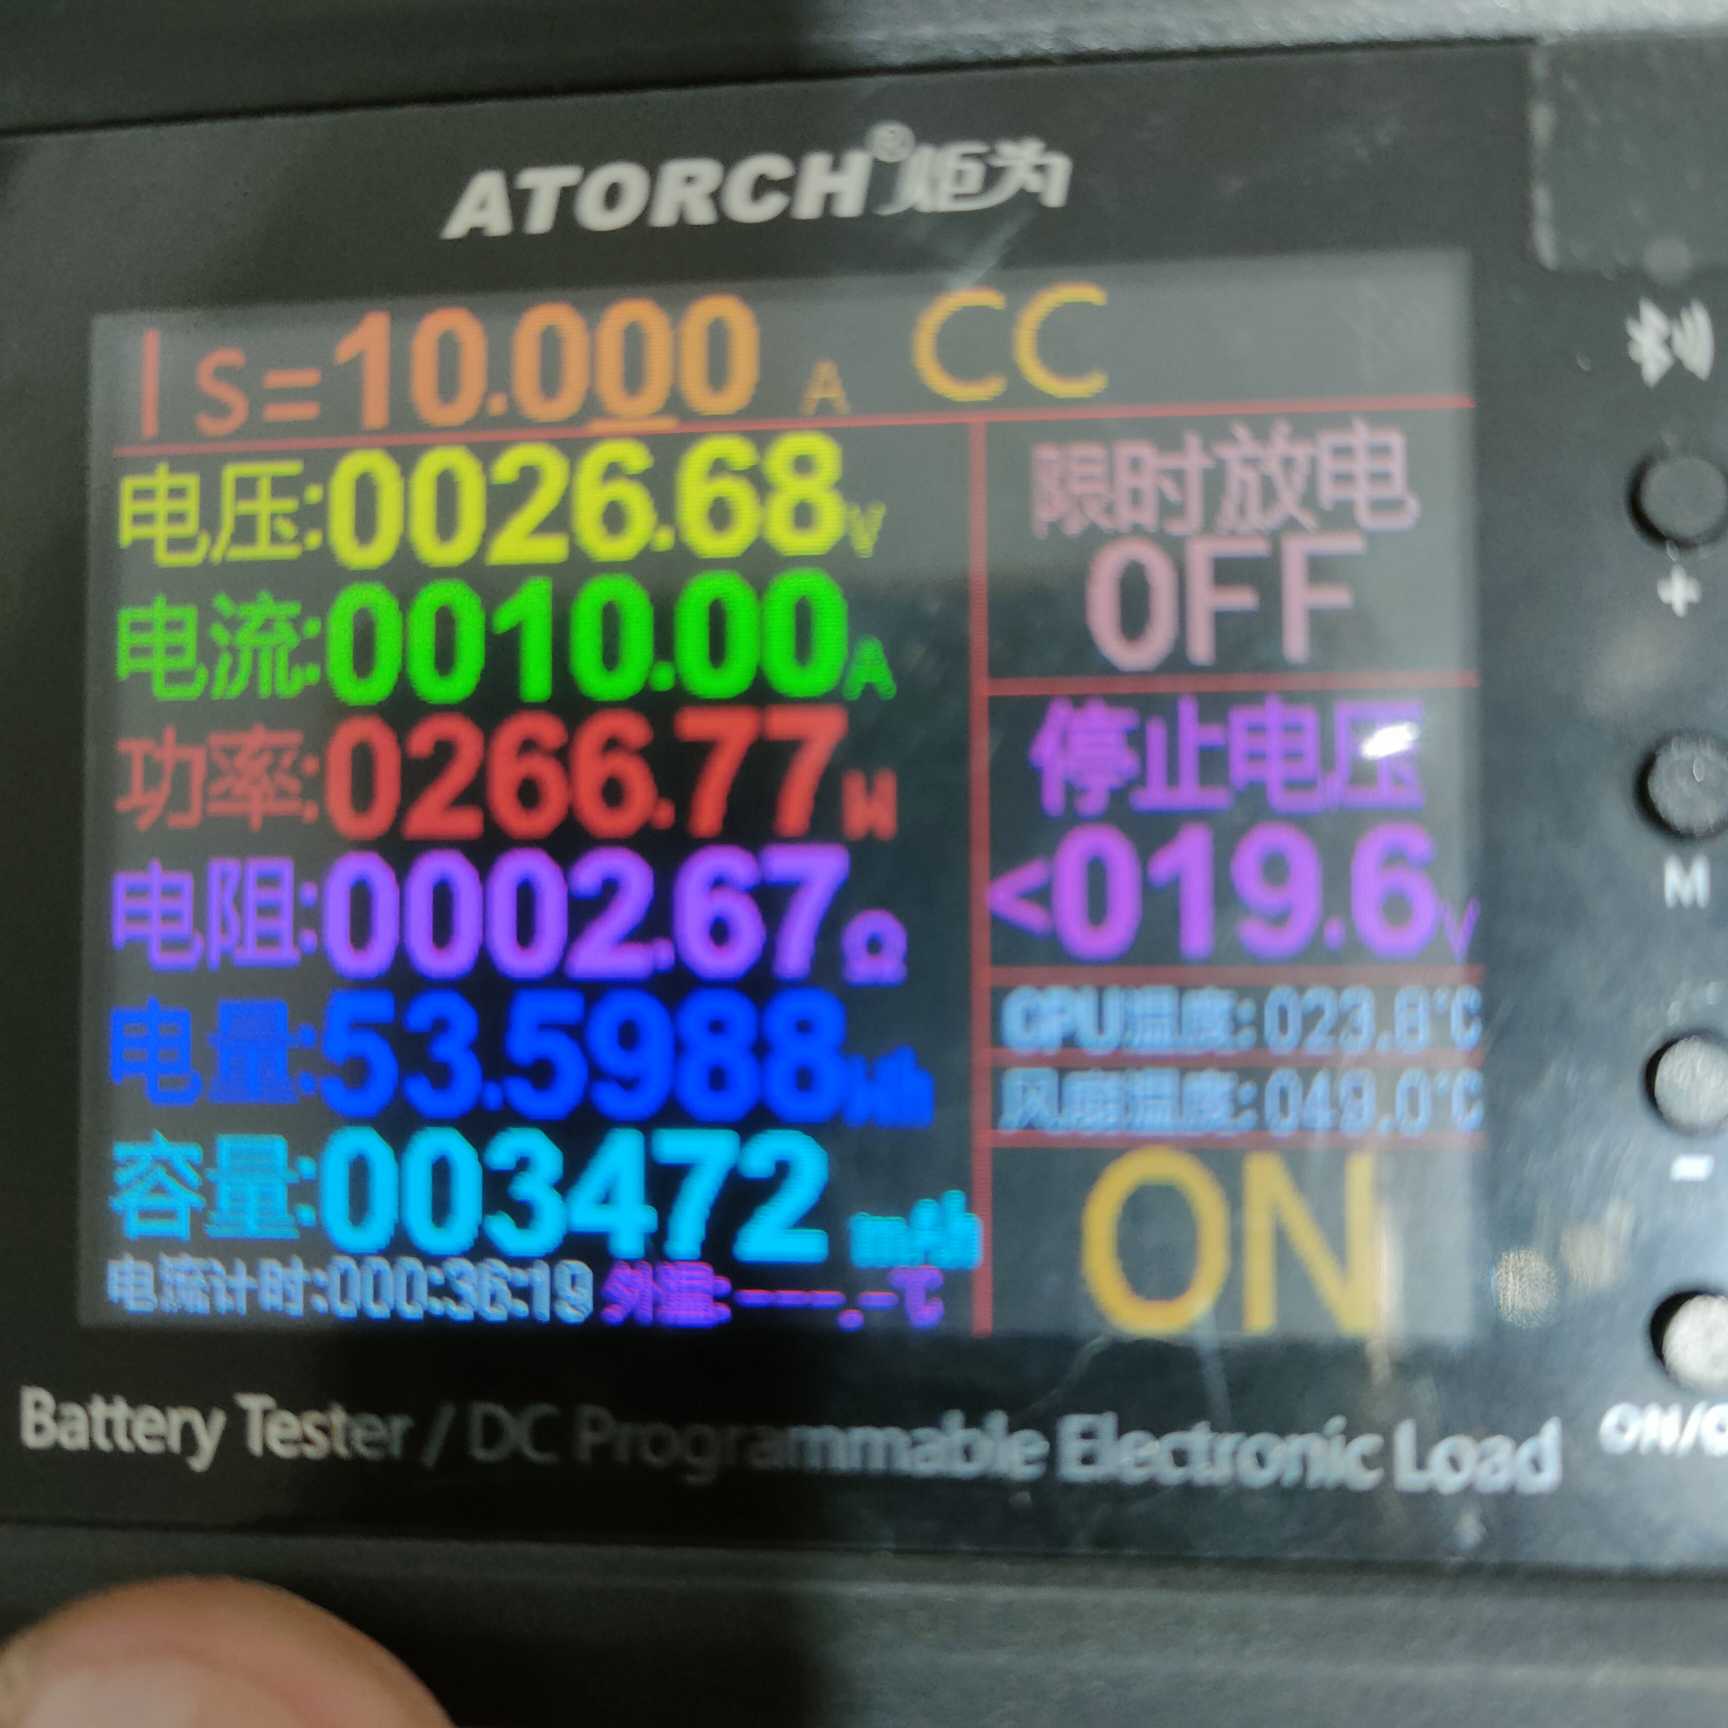 ATORCH®炬为
IS=10.000 A CC
电压:0026.68V
电流:0010.00A
功率:0266.77W
电阻:0002.67Ω
电量:53.5988Wh
容量:003472 mAh
电流计时:000:36:19 外温:----.-℃
限时放电
OFF
停止电压
<019.6V
CPU温度:023.8℃
风扇温度:049.0℃
ON
+
M
-
Battery Tester / DC Programmable Electronic Load